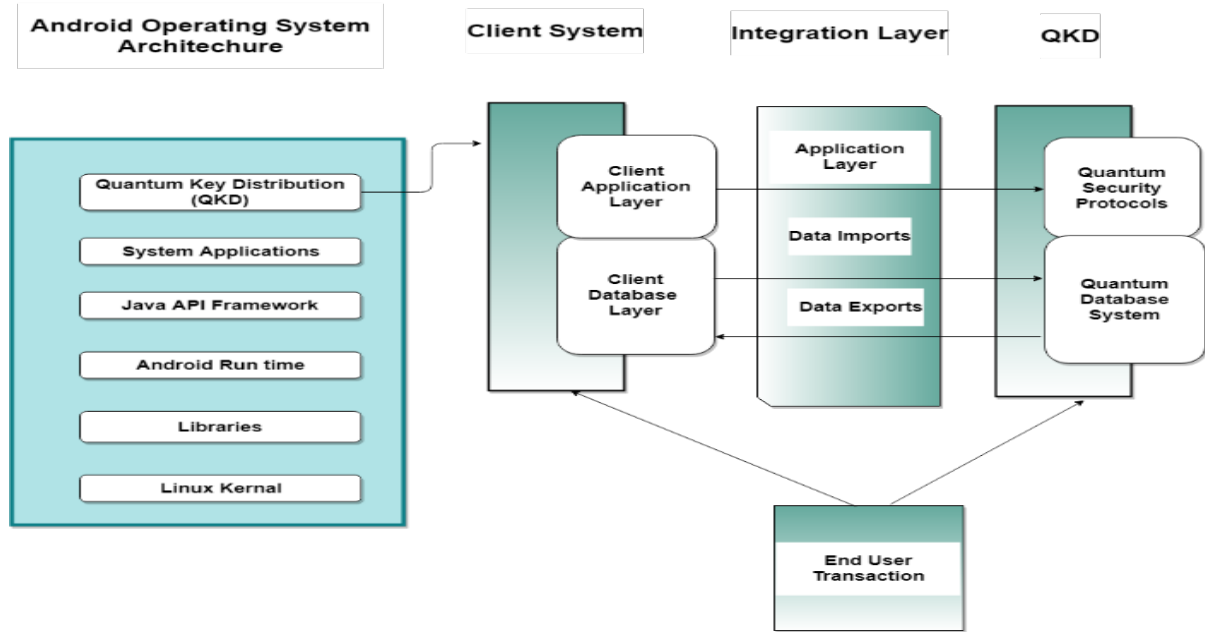 Android Operating System
Architechure
Client System
Integration Layer
QKD
Quantum Key Distribution
(QKD)
System Applications
Java API Framework
Android Run time
Libraries
Linux Kernal
Client
Application
Layer
Client
Database
Layer
Application
Layer
Data Imports
Data Exports
Quantum
Security
Protocols
Quantum
Database
System
End User
Transaction